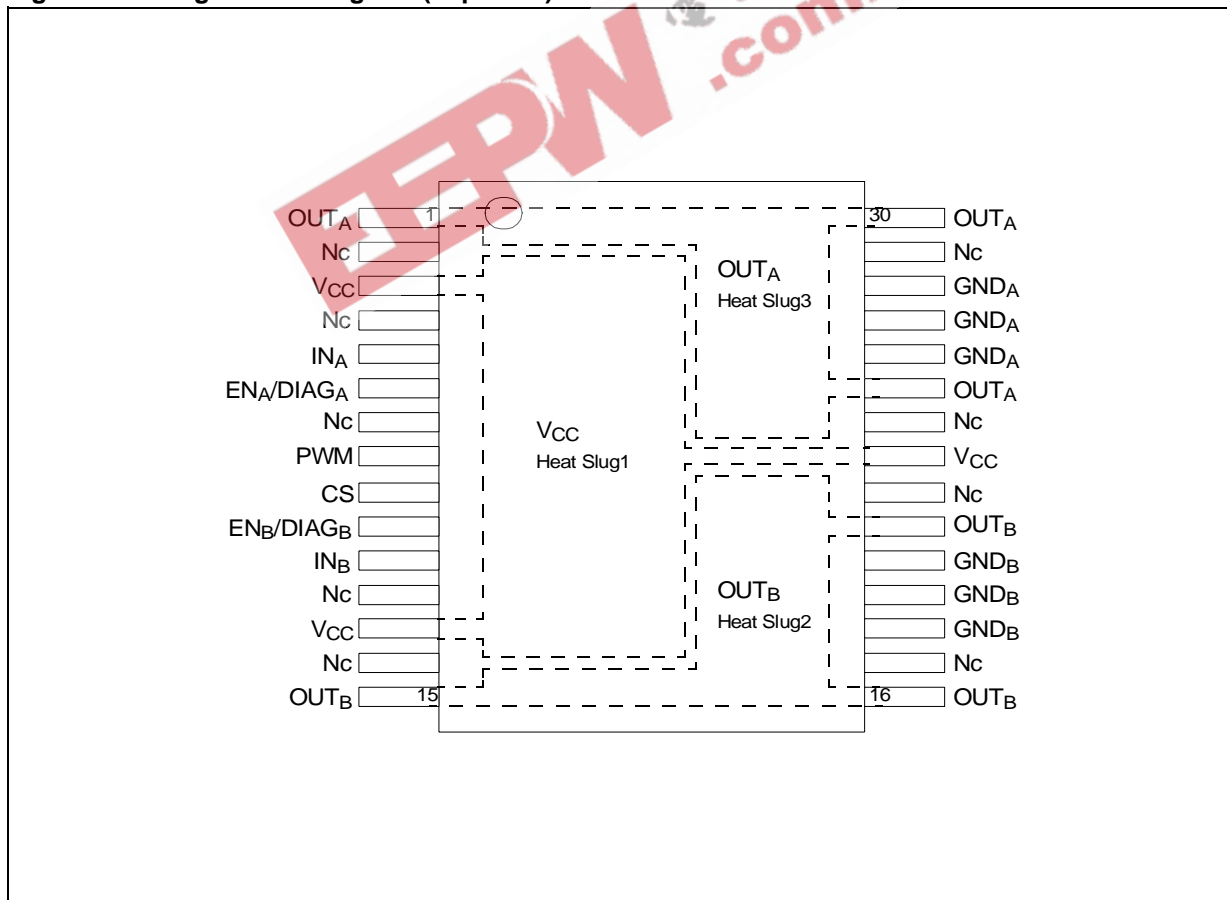 EEPW
.com
OUTA 1
Nc
VCC
Nc
INA
ENA/DIAGA
Nc
PWM
CS
ENB/DIAGB
INB
Nc
VCC
Nc
OUTB 15
VCC
Heat Slug1
OUTA
Heat Slug3
OUTB
Heat Slug2
30 OUTA
Nc
GNDA
GNDA
GNDA
OUTA
Nc
VCC
Nc
OUTB
GNDB
GNDB
GNDB
Nc
16 OUTB